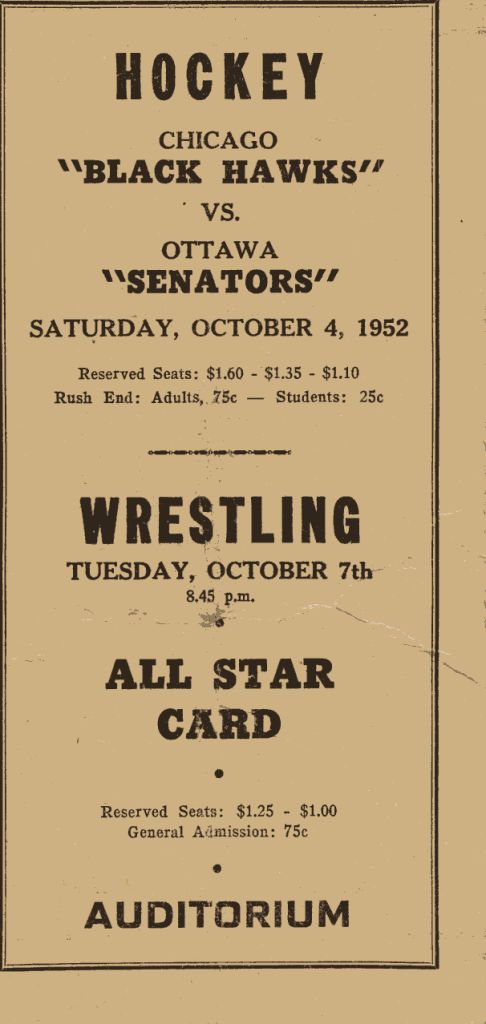 HOCKEY
CHICAGO
"BLACK HAWKS"
VS.
OTTAWA
"SENATORS"
SATURDAY, OCTOBER 4, 1952
Reserved Seats: $1.60 - $1.35 - $1.10
Rush End: Adults, 75c — Students: 25c
WRESTLING
TUESDAY, OCTOBER 7th
8.45 p.m.
ALL STAR
CARD
Reserved Seats: $1.25 - $1.00
General Admission: 75c
AUDITORIUM